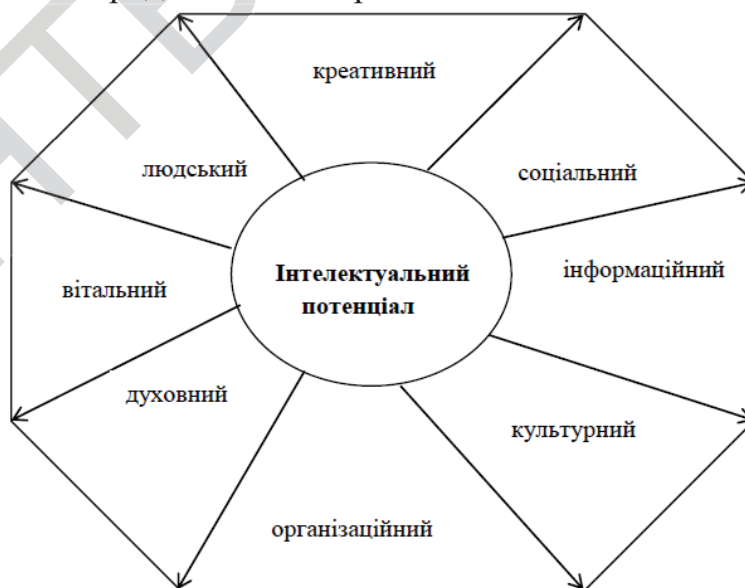 креативний
людський
соціальний
Інтелектуальний
потенціал
інформаційний
вітальний
духовний
культурний
організаційний